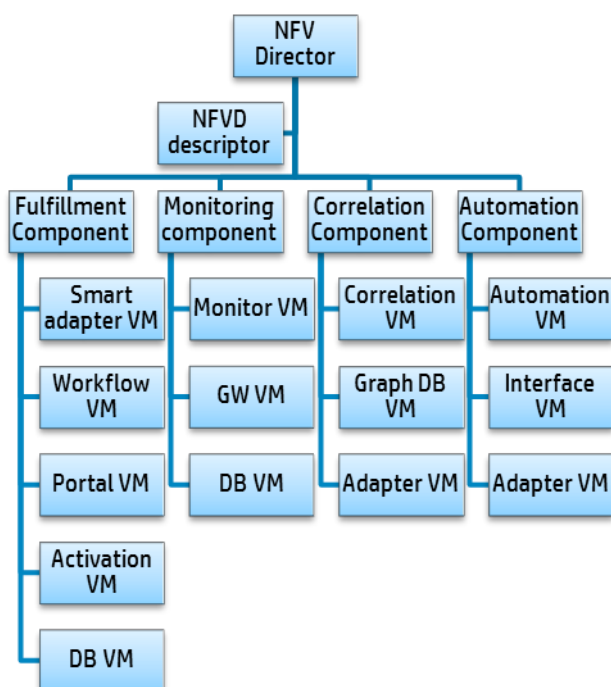 NFV
Director
NFVD
descriptor
Fulfillment
Component
Monitoring
component
Correlation
Component
Automation
Component
Smart
adapter VM
Monitor VM
Correlation
VM
Automation
VM
Workflow
VM
GW VM
Graph DB
VM
Interface
VM
Portal VM
DB VM
Adapter VM
Adapter VM
Activation
VM
DB VM